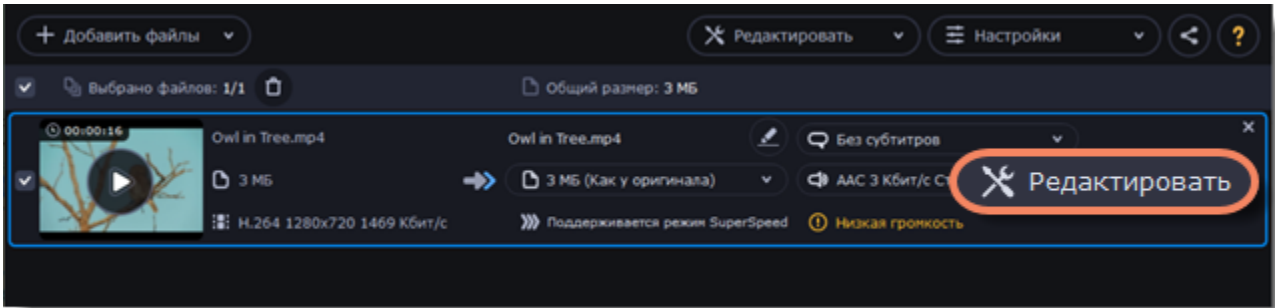 Добавить файлы
Редактировать
Настройки
?
Выбрано файлов: 1/1
Общий размер: 3 МБ
00:00:16
Owl in Tree.mp4
Owl in Tree.mp4
Без субтитров
3 МБ
3 МБ (Как у оригинала)
AAC 3 Кбит/с Ст
Редактировать
H.264 1280x720 1469 Кбит/с
Поддерживается режим SuperSpeed
Низкая громкость